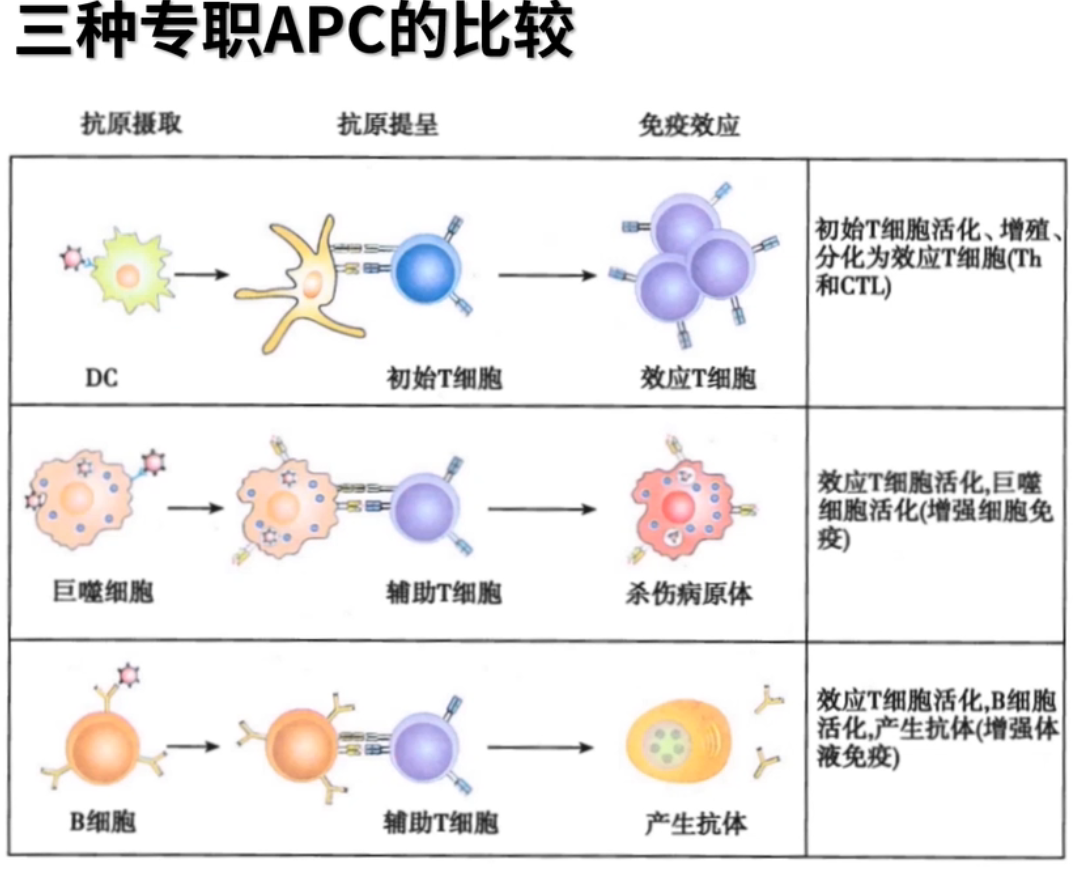 三种专职APC的比较
抗原摄取
抗原提呈
免疫效应
DC
初始T细胞
效应T细胞
初始T细胞活化、增殖、
分化为效应T细胞(Th
和CTL)
巨噬细胞
辅助T细胞
杀伤病原体
效应T细胞活化,巨噬
细胞活化(增强细胞免
疫)
B细胞
辅助T细胞
产生抗体
效应T细胞活化,B细胞
活化,产生抗体(增强体
液免疫)